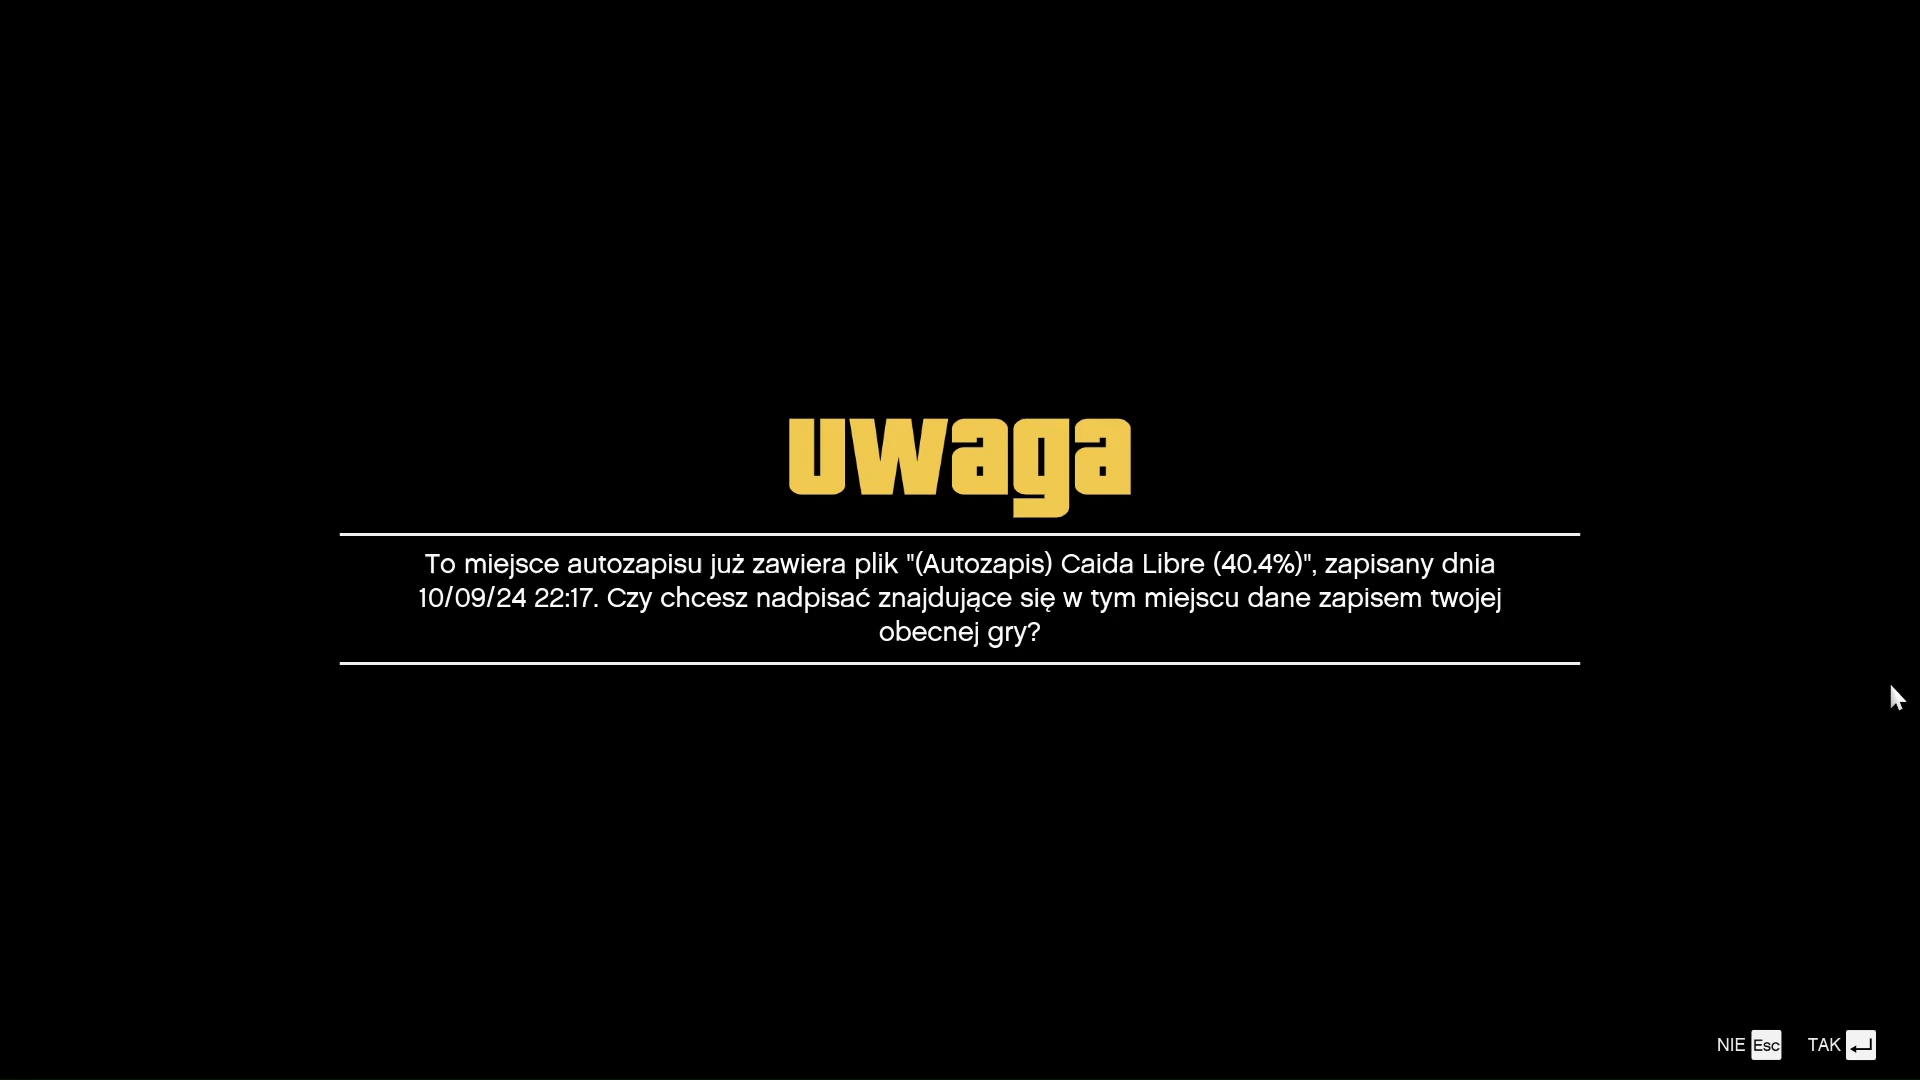 uwaga
To miejsce autozapisu już zawiera plik "(Autozapis) Caida Libre (40.4%)", zapisany dnia
10/09/24 22:17. Czy chcesz nadpisać znajdujące się w tym miejscu dane zapisem twojej
obecnej gry?
NIE Esc TAK